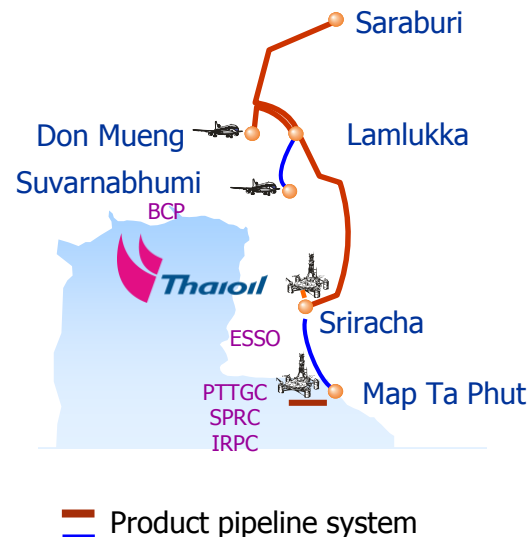 Saraburi
Don Mueng
Lamlukka
Suvarnabhumi
BCP
Thaioil
Sriracha
ESSO
PTTGC
Map Ta Phut
SPRC
IRPC
Product pipeline system